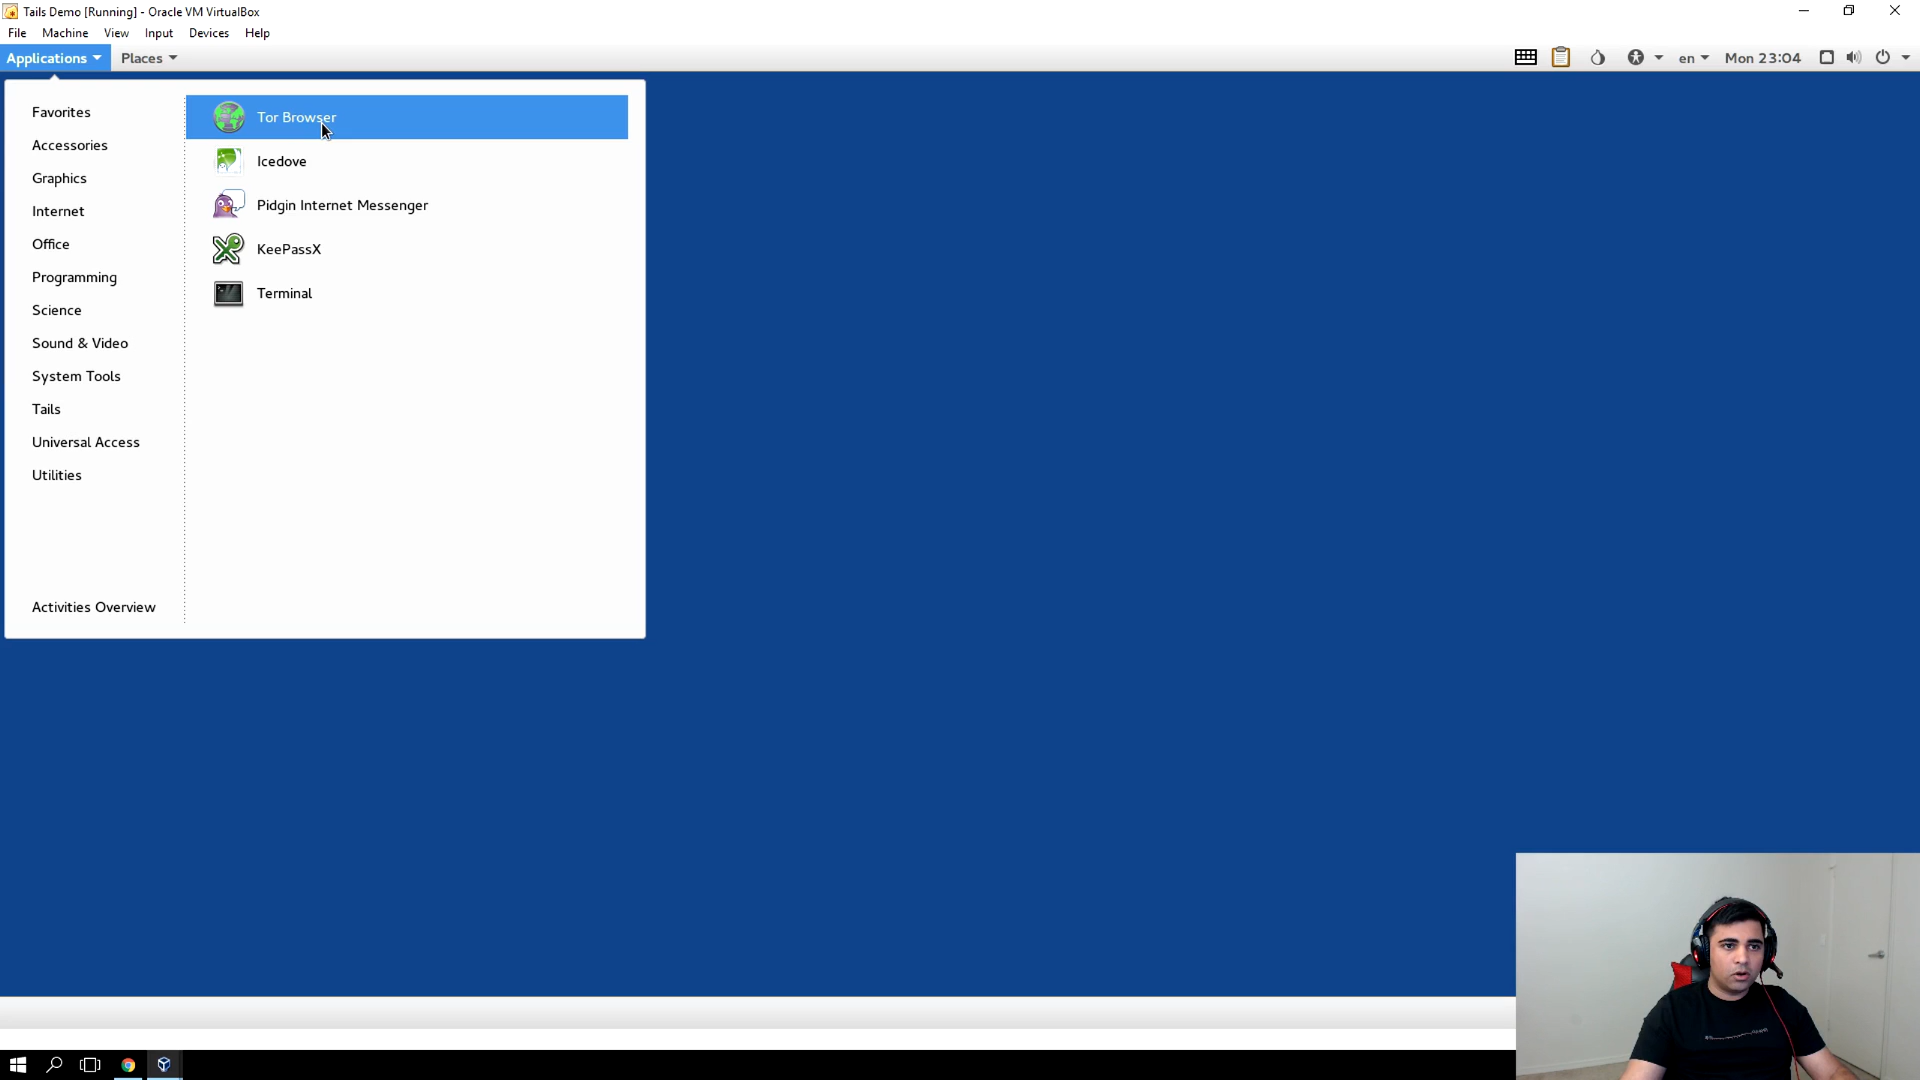 Tails Demo [Running] - Oracle VM VirtualBox
File Machine View Input Devices Help
Applications Places en Mon 23:04
Favorites
Accessories
Graphics
Internet
Office
Programming
Science
Sound & Video
System Tools
Tails
Universal Access
Utilities
Activities Overview
Tor Browser
Icedove
Pidgin Internet Messenger
KeePassX
Terminal